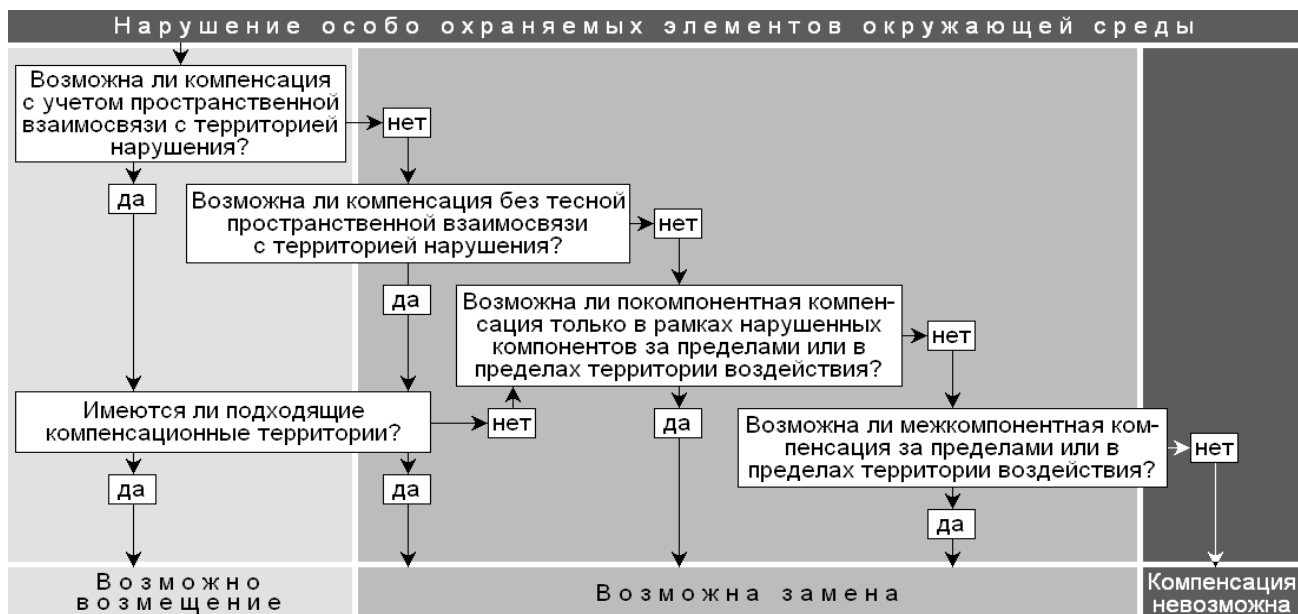 Нарушение особо охраняемых элементов окружающей среды
Возможна ли компенсация
с учетом пространственной
взаимосвязи с территорией
нарушения?
нет
да
Возможна ли компенсация без тесной
пространственной взаимосвязи
с территорией нарушения?
нет
да
Возможна ли покомпонентная компен-
сация только в рамках нарушенных
компонентов за пределами или в
пределах территории воздействия?
нет
да
Имеются ли подходящие
компенсационные территории?
нет
да
да
Возможна ли межкомпонентная ком-
пенсация за пределами или в
пределах территории воздействия?
нет
да
Возможно
возмещение
Возможна замена
Компенсация
невозможна